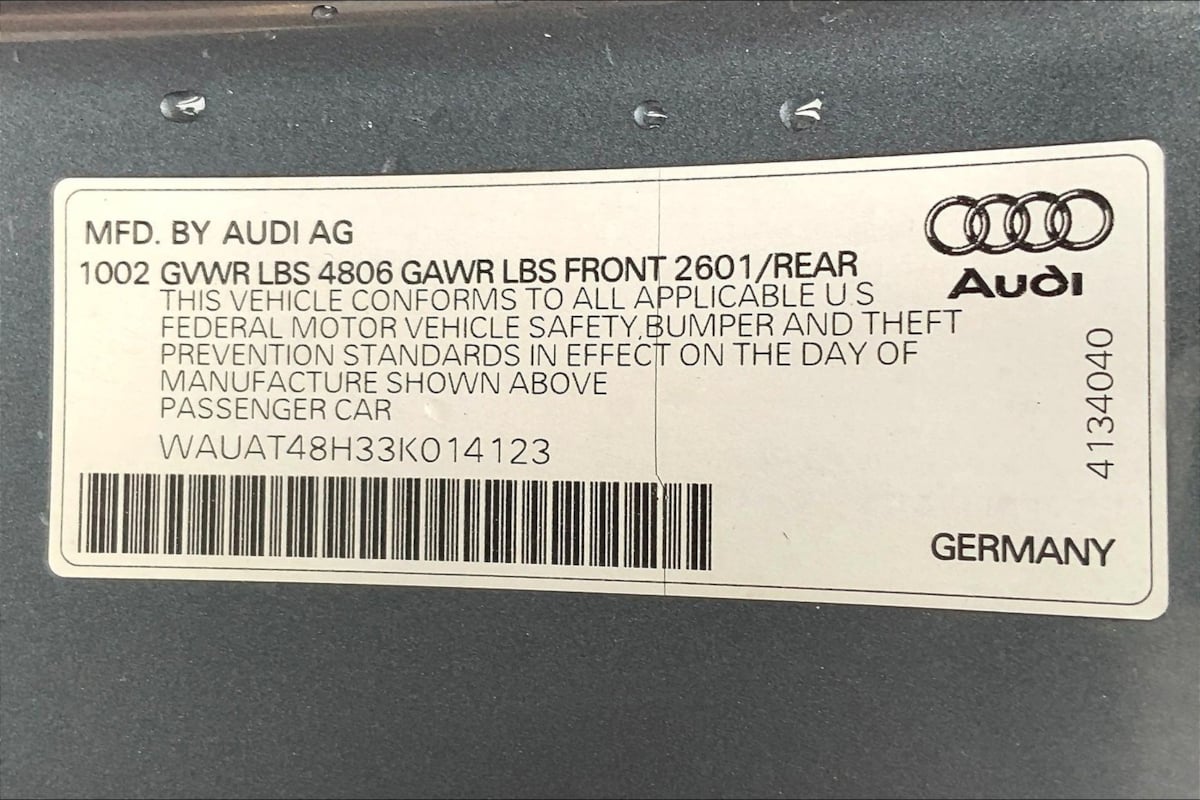 MFD. BY AUDI AG
1002 GVWR LBS 4806 GAWR LBS FRONT 2601/REAR
THIS VEHICLE CONFORMS TO ALL APPLICABLE U.S
FEDERAL MOTOR VEHICLE SAFETY,BUMPER AND THEFT
PREVENTION STANDARDS IN EFFECT ON THE DAY OF
MANUFACTURE SHOWN ABOVE
PASSENGER CAR
WAUAT48H33K014123
Audi
4134040
GERMANY